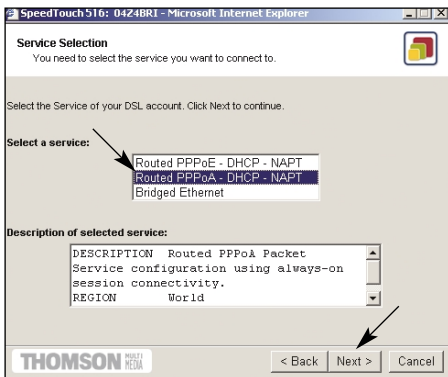 SpeedTouch 516: 0424BRI - Microsoft Internet Explorer
Service Selection
You need to select the service you want to connect to.
Select the Service of your DSL account. Click Next to continue.
Select a service:
Routed PPPoE - DHCP - NAPT
Routed PPPoA - DHCP - NAPT
Bridged Ethernet
Description of selected service:
DESCRIPTION Routed PPPoA Packet
Service configuration using always-on
session connectivity.
REGION World
THOMSON MULTI MEDIA
< Back Next > Cancel